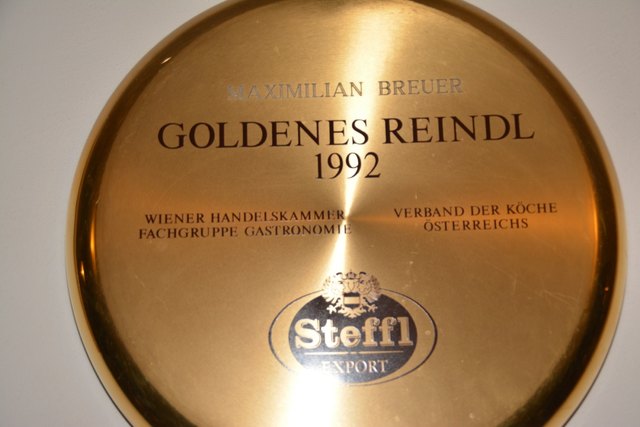 MAXIMILIAN BREUER
GOLDENES REINDL
1992
WIENER HANDELSKAMMER
FACHGRUPPE GASTRONOMIE
VERBAND DER KÖCHE
ÖSTERREICHS
Steffl
EXPORT